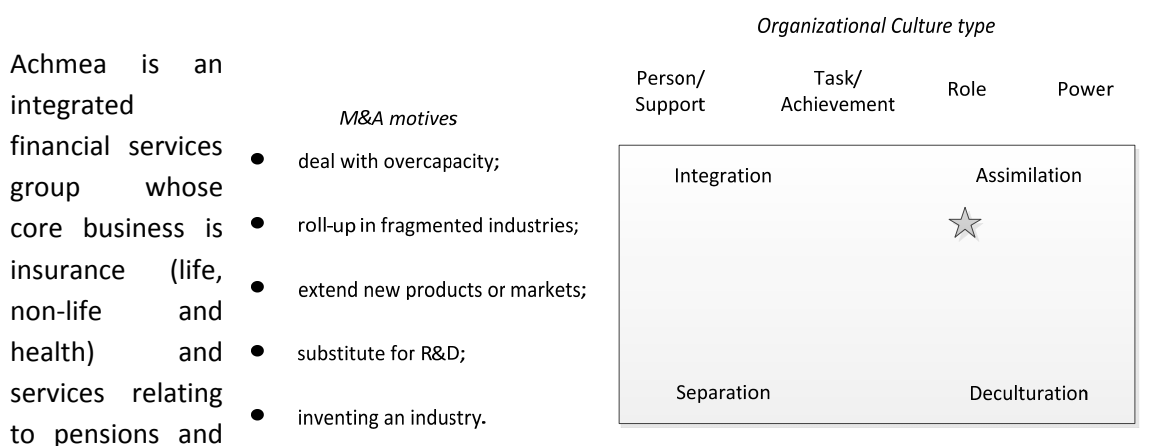 Achmea is an
integrated
financial services
group whose
core business is
insurance (life,
non-life and
health) and
services relating
to pensions and
M&A motives
● deal with overcapacity;
● roll-up in fragmented industries;
● extend new products or markets;
● substitute for R&D;
● inventing an industry.
Organizational Culture type
Person/ Task/
Support Achievement Role Power
Integration Assimilation
Separation Deculturation